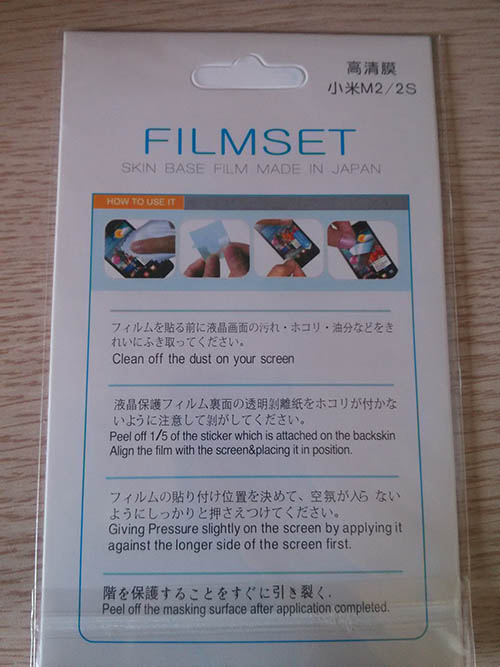 高清膜
小米M2/2S
FILMSET
SKIN BASE FILM MADE IN JAPAN
HOW TO USE IT
フィルムを貼る前に液晶画面の汚れ・ホコリ・油分などをき
れいにふき取ってください。
Clean off the dust on your screen
液晶保護フィルム裏面の透明剥離紙をホコリが付かな
いように注意して剥がしてください。
Peel off 1/5 of the sticker which is attached on the backskin
Align the film with the screen&placing it in position.
フィルムの貼り付け位置を決めて、空気が入ら ない
ようにしっかりと押さえつけてください。
Giving Pressure slightly on the screen by applying it
against the longer side of the screen first.
階を保護することをすぐに引き裂く.
Peel off the masking surface after application completed.